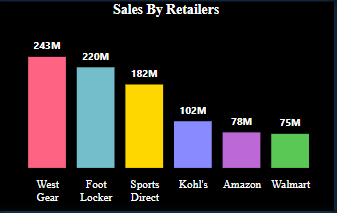 Sales By Retailers
243M
220M
182M
102M
78M
75M
West Gear
Foot Locker
Sports Direct
Kohl's
Amazon
Walmart